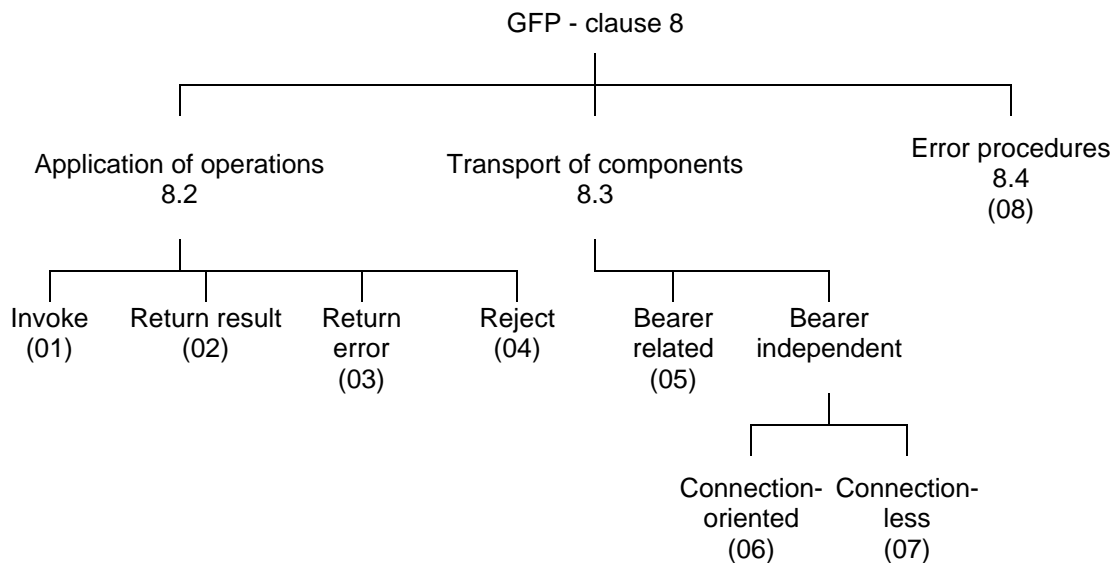 GFP - clause 8
Application of operations
8.2
Transport of components
8.3
Error procedures
8.4
(08)
Invoke
(01)
Return result
(02)
Return
error
(03)
Reject
(04)
Bearer
related
(05)
Bearer
independent
Connection-
oriented
(06)
Connection-
less
(07)